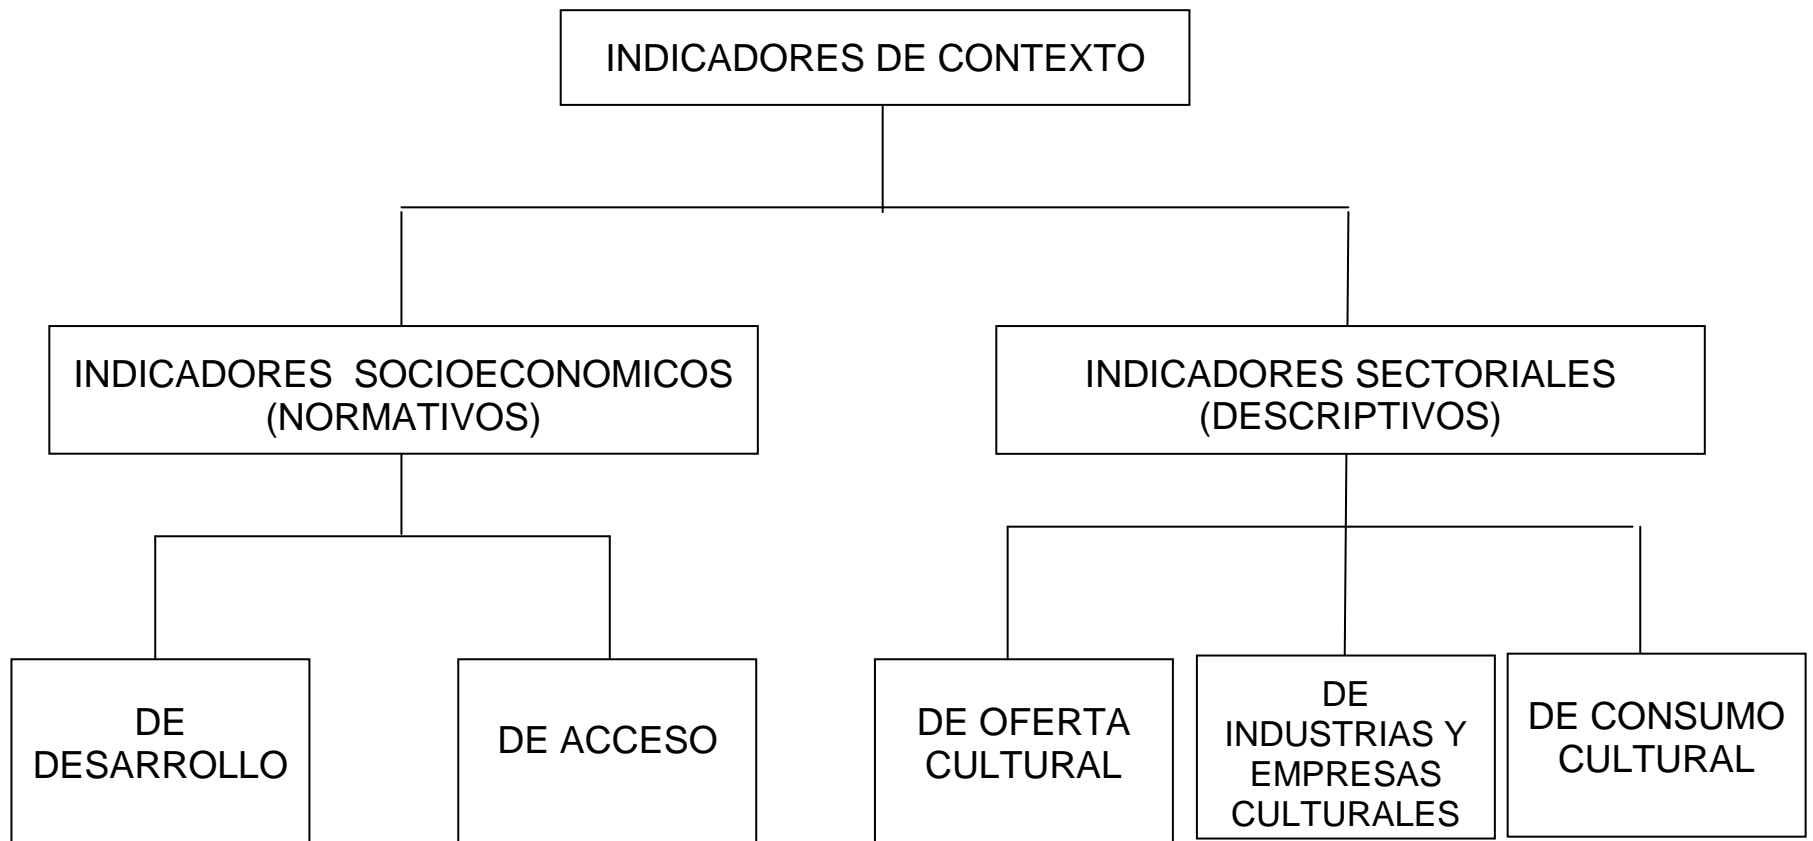 INDICADORES DE CONTEXTO
INDICADORES SOCIOECONOMICOS
(NORMATIVOS)
INDICADORES SECTORIALES
(DESCRIPTIVOS)
DE
DESARROLLO
DE ACCESO
DE OFERTA
CULTURAL
DE
INDUSTRIAS Y
EMPRESAS
CULTURALES
DE CONSUMO
CULTURAL